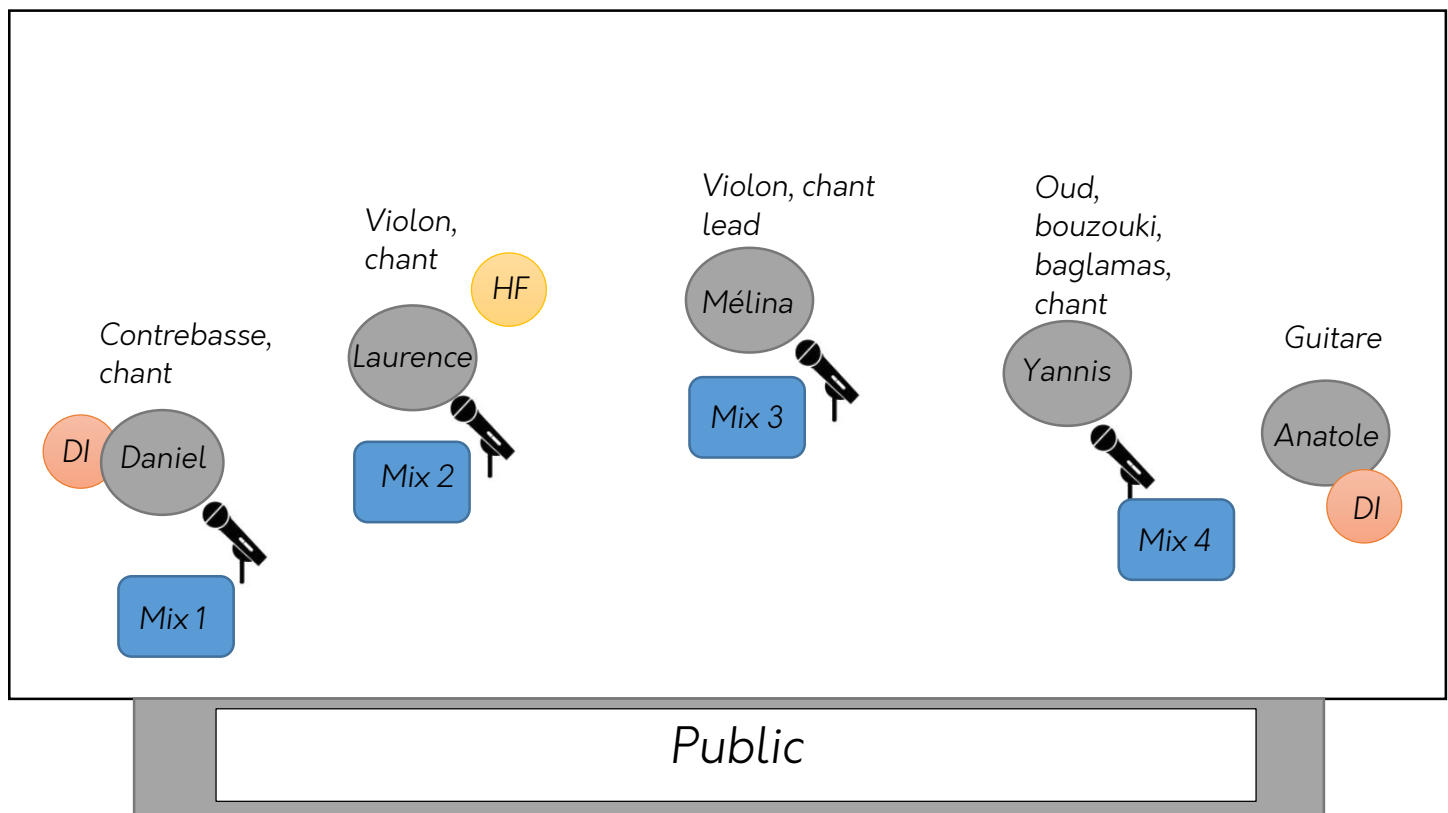 Contrebasse,
chant
DI
Daniel
Mix 1
Violon,
chant
HF
Laurence
Mix 2
Violon, chant
lead
Mélina
Mix 3
Oud,
bouzouki,
baglamas,
chant
Yannis
Mix 4
Guitare
Anatole
DI
Public